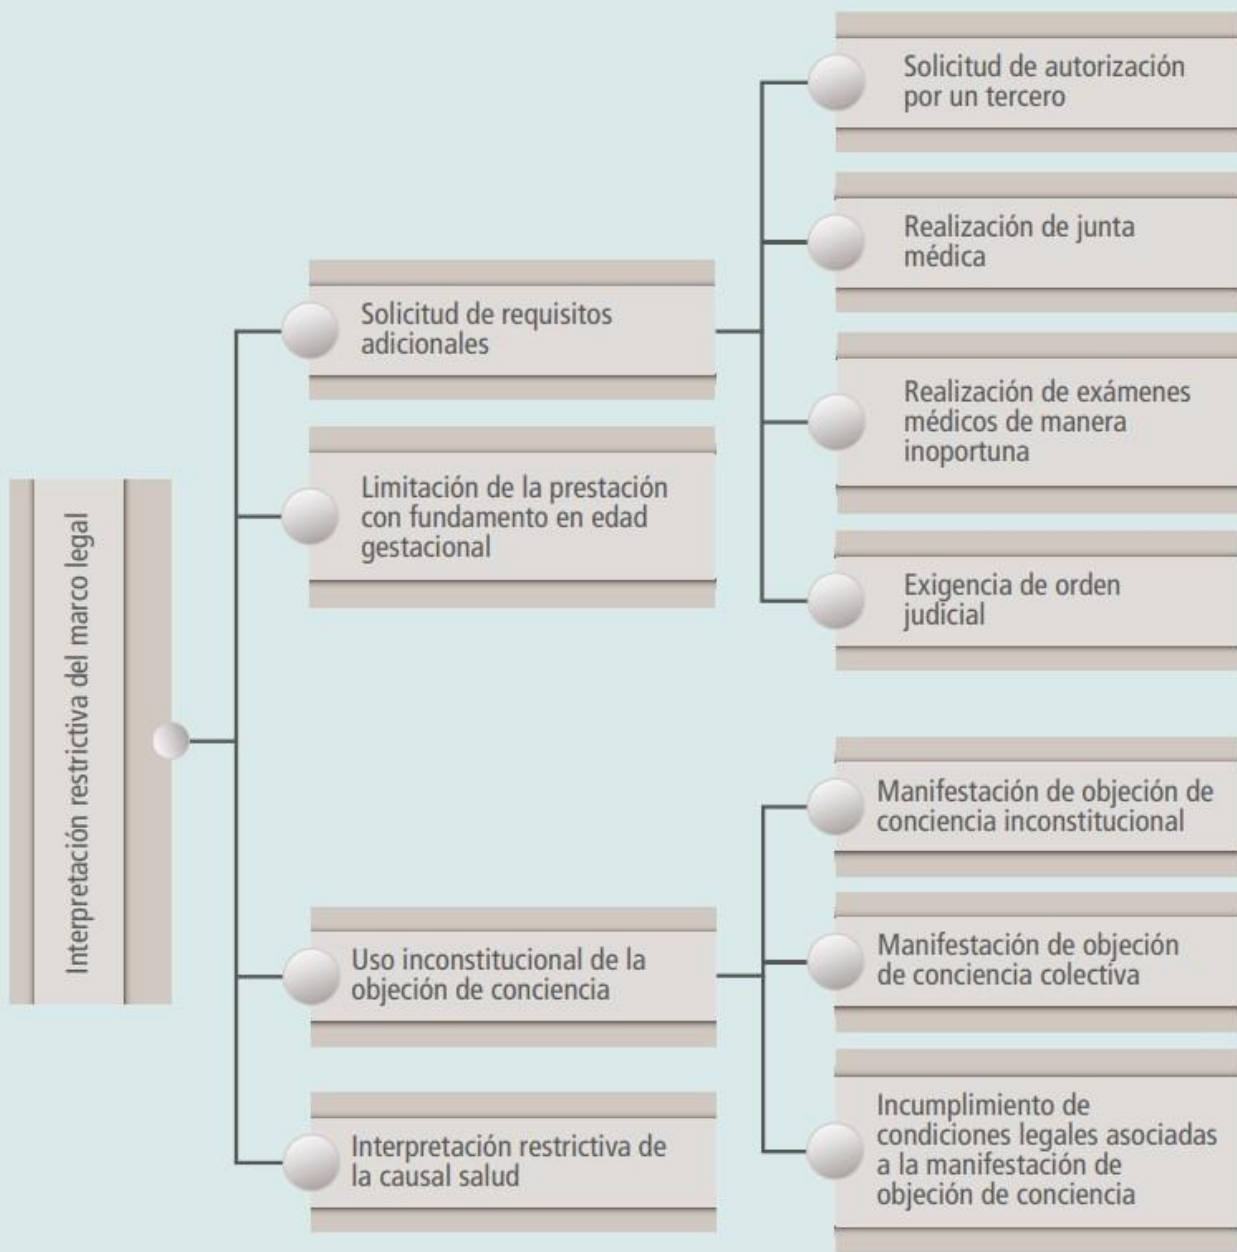 Interpretación restrictiva del marco legal
Solicitud de requisitos
adicionales
Solicitud de autorización
por un tercero
Realización de junta
médica
Realización de exámenes
médicos de manera
inoportuna
Exigencia de orden
judicial
Limitación de la prestación
con fundamento en edad
gestacional
Uso inconstitucional de la
objeción de conciencia
Manifestación de objeción de
conciencia inconstitucional
Manifestación de objeción
de conciencia colectiva
Incumplimiento de
condiciones legales asociadas
a la manifestación de
objeción de conciencia
Interpretación restrictiva de
la causal salud